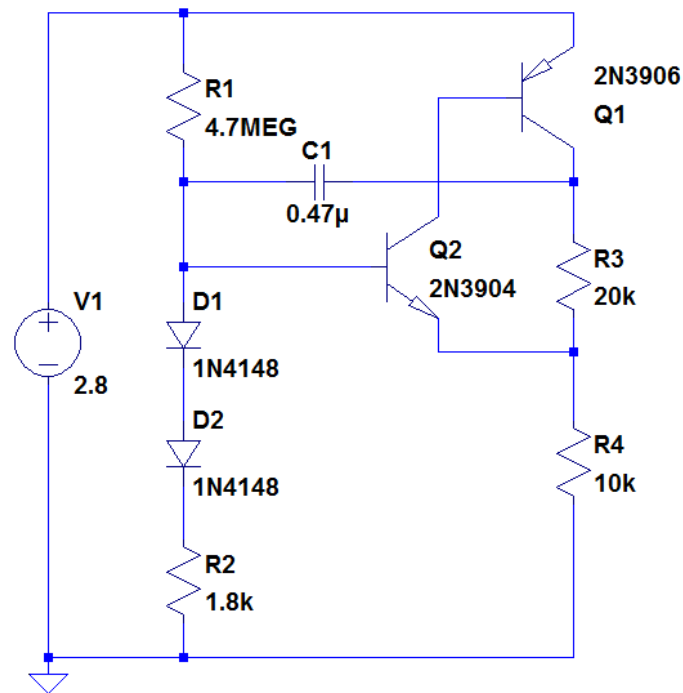 R1
4.7MEG
2N3906
Q1
C1
0.47µ
Q2
2N3904
R3
20k
V1
2.8
D1
1N4148
D2
1N4148
R4
10k
R2
1.8k